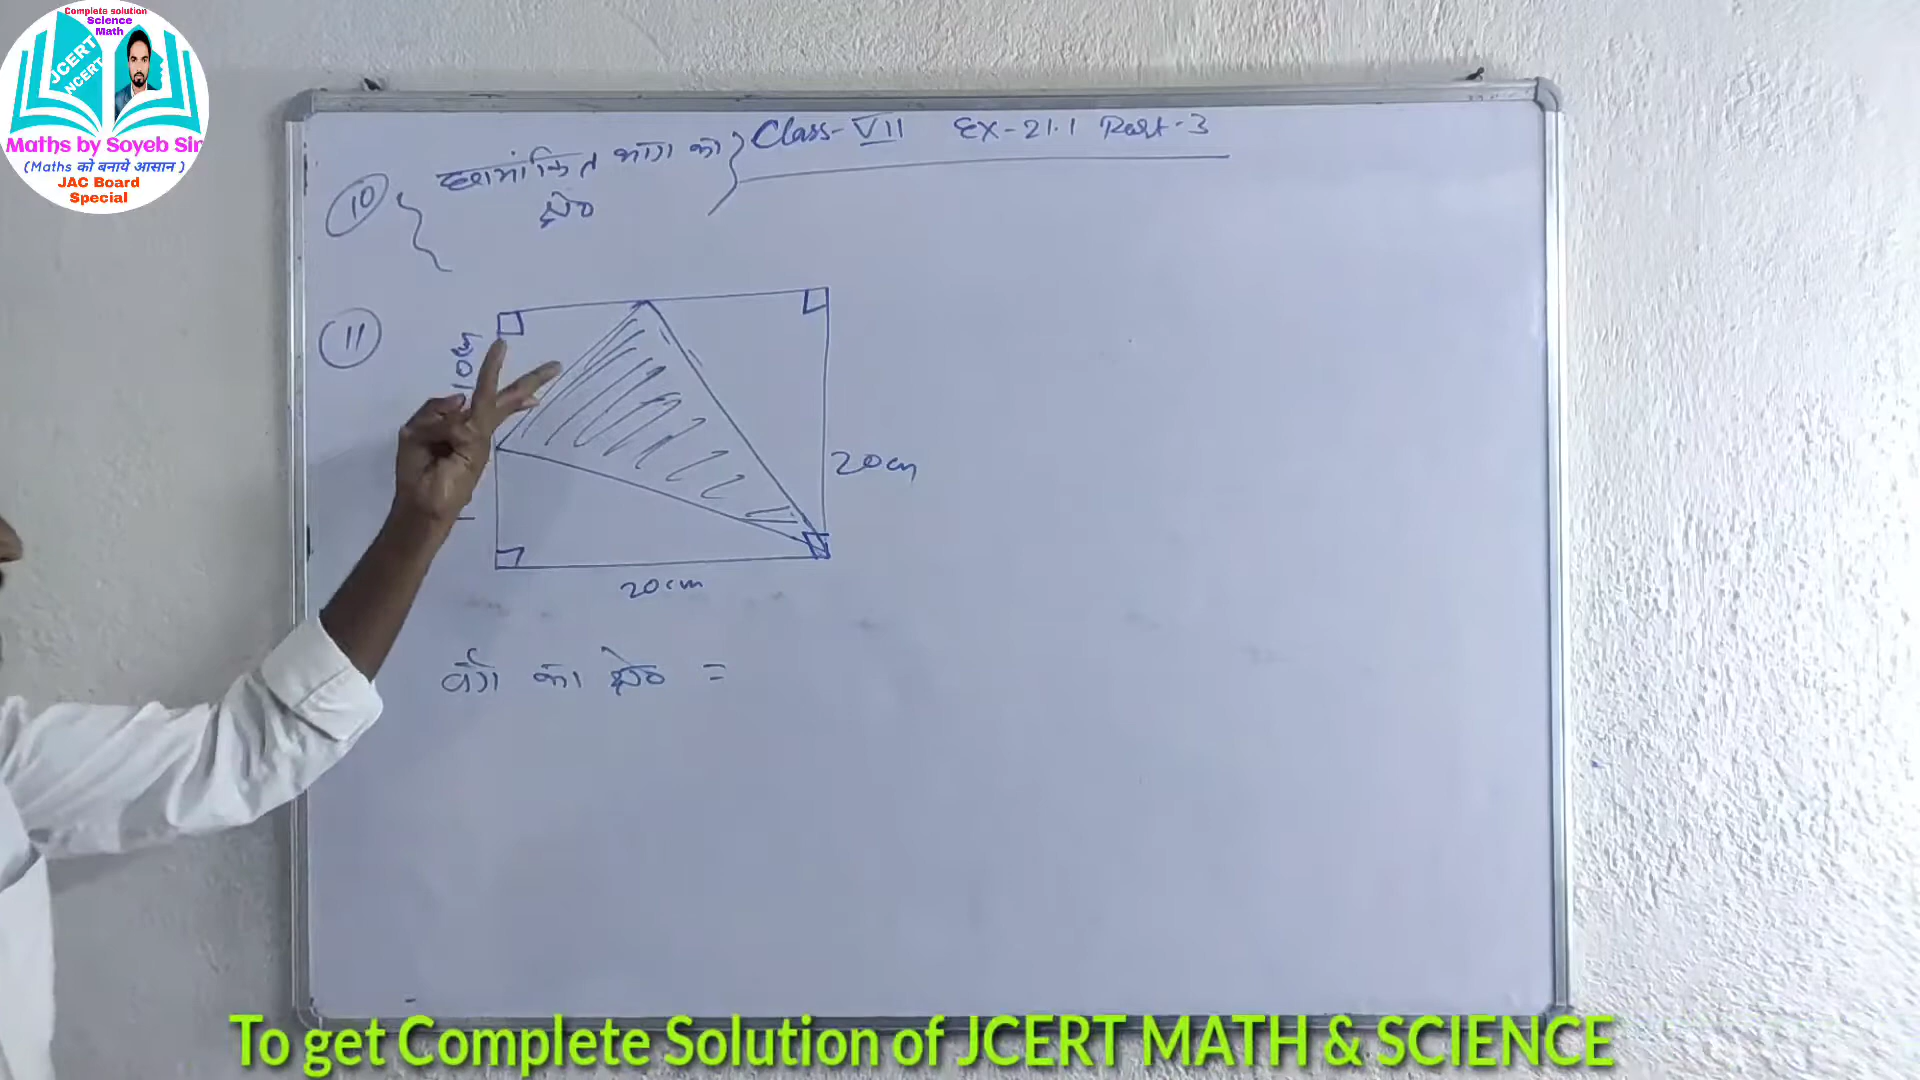 Complete solution
Science
Math
JCERT
NCERT
Maths by Soyeb Sir
(Maths को बनाये आसान )
JAC Board
Special
Class-VII Ex-21.1 Part-3
10 छायांकित भाग का
क्षे०
11
10cm
20cm
20cm
वर्ग का क्षे० =
To get Complete Solution of JCERT MATH & SCIENCE